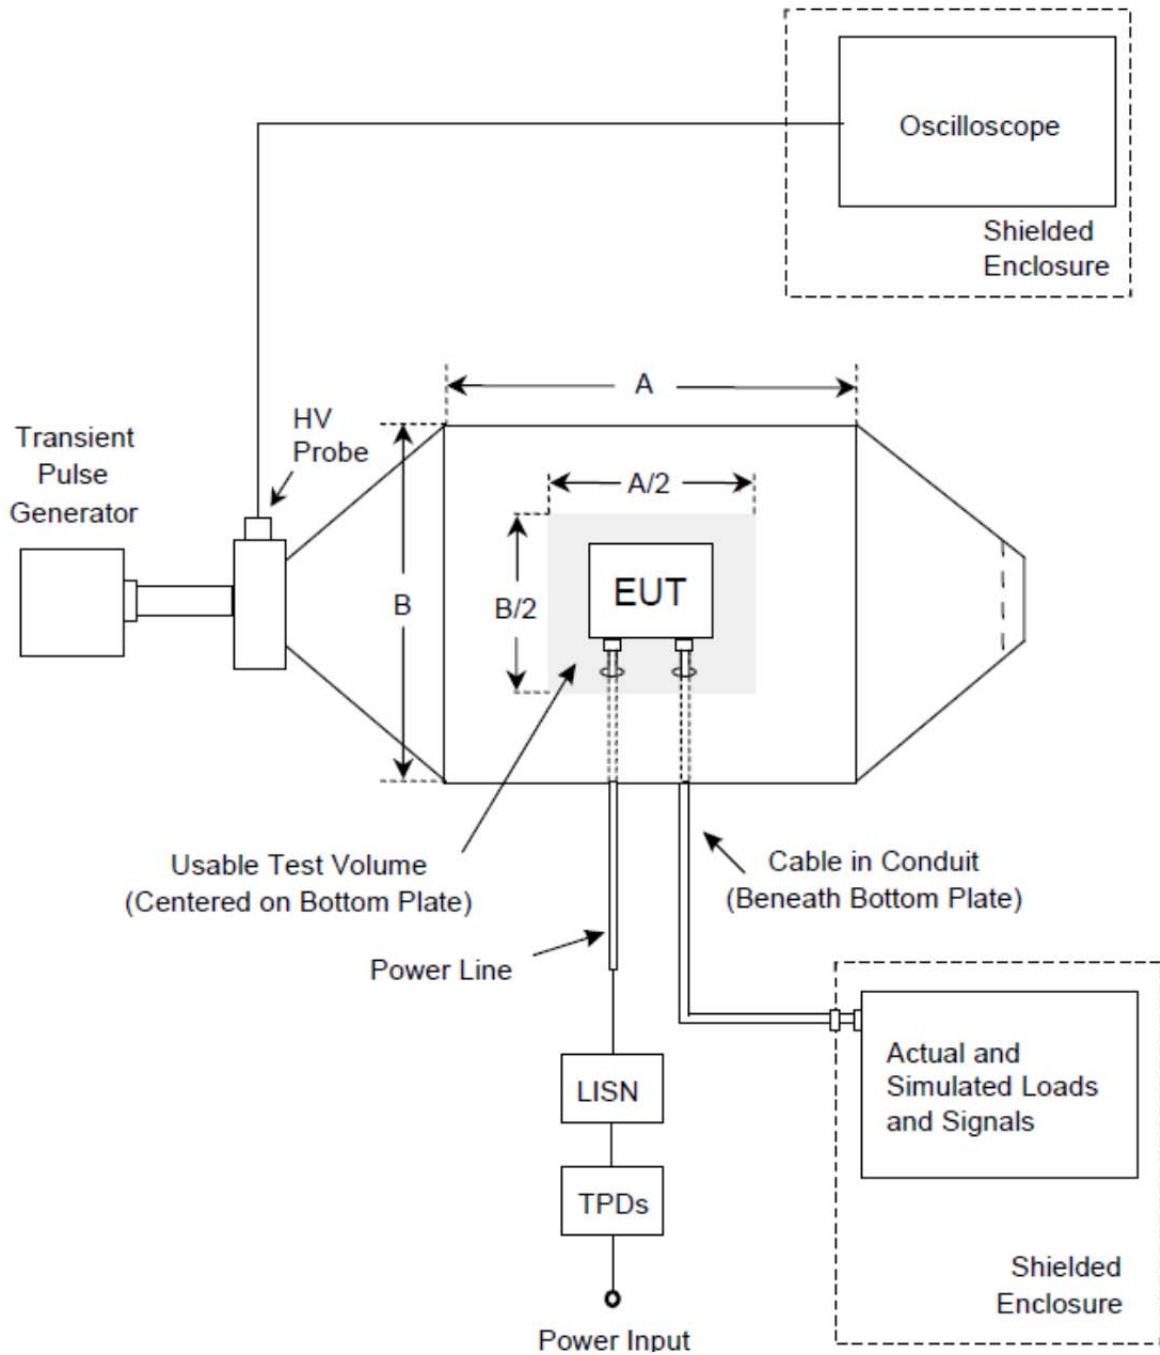 Oscilloscope
Shielded
Enclosure
A
HV
Probe
Transient
Pulse
Generator
A/2
B
B/2
EUT
Usable Test Volume
(Centered on Bottom Plate)
Cable in Conduit
(Beneath Bottom Plate)
Power Line
Actual and
Simulated Loads
and Signals
LISN
TPDs
Shielded
Enclosure
Power Input